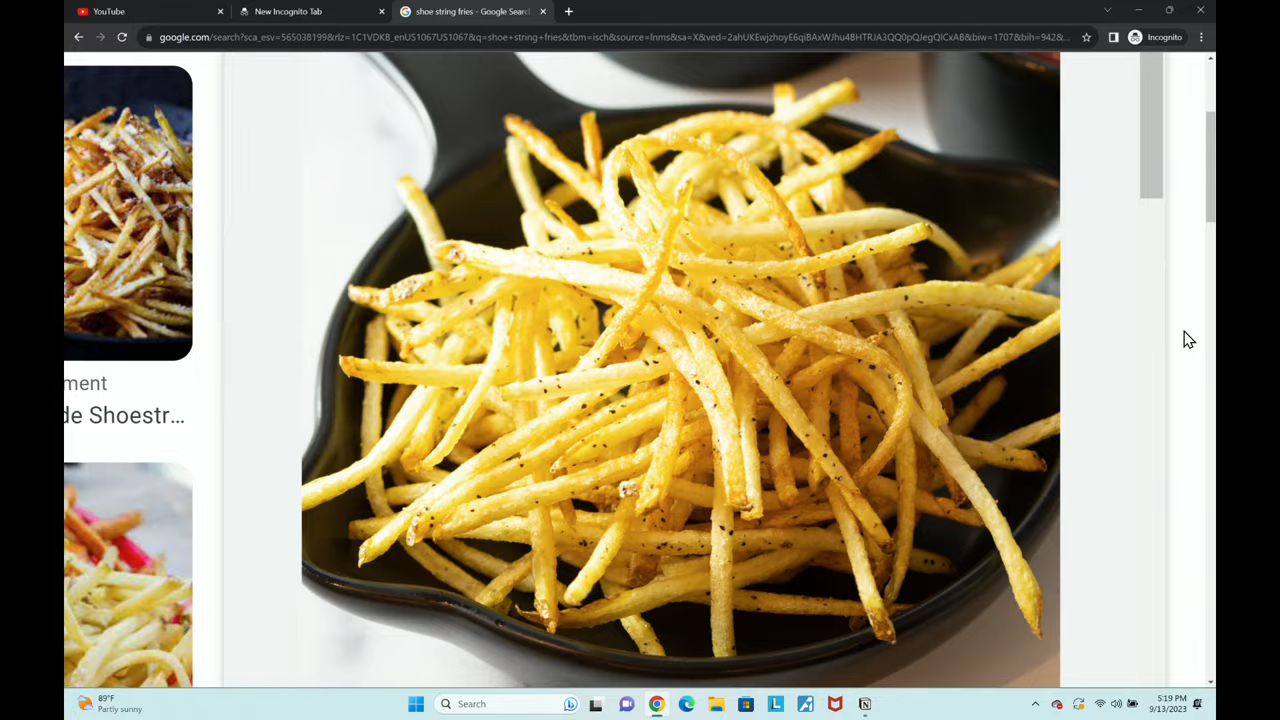 YouTube
New Incognito Tab
shoe string fries - Google Searc
google.com/search?sca_esv=565038199&rlz=1C1VDKB_enUS1067US1067&q=shoe+string+fries&tbm=isch&source=lnms&sa=X&ved=2ahUKEwjzhoyE6qiBAxWJhu4BHTRJA3QQ0pQJegQICxAB&biw=1707&bih=942&...
Incognito
ment
de Shoestr...
89°F
Partly sunny
Search
5:19 PM
9/13/2023